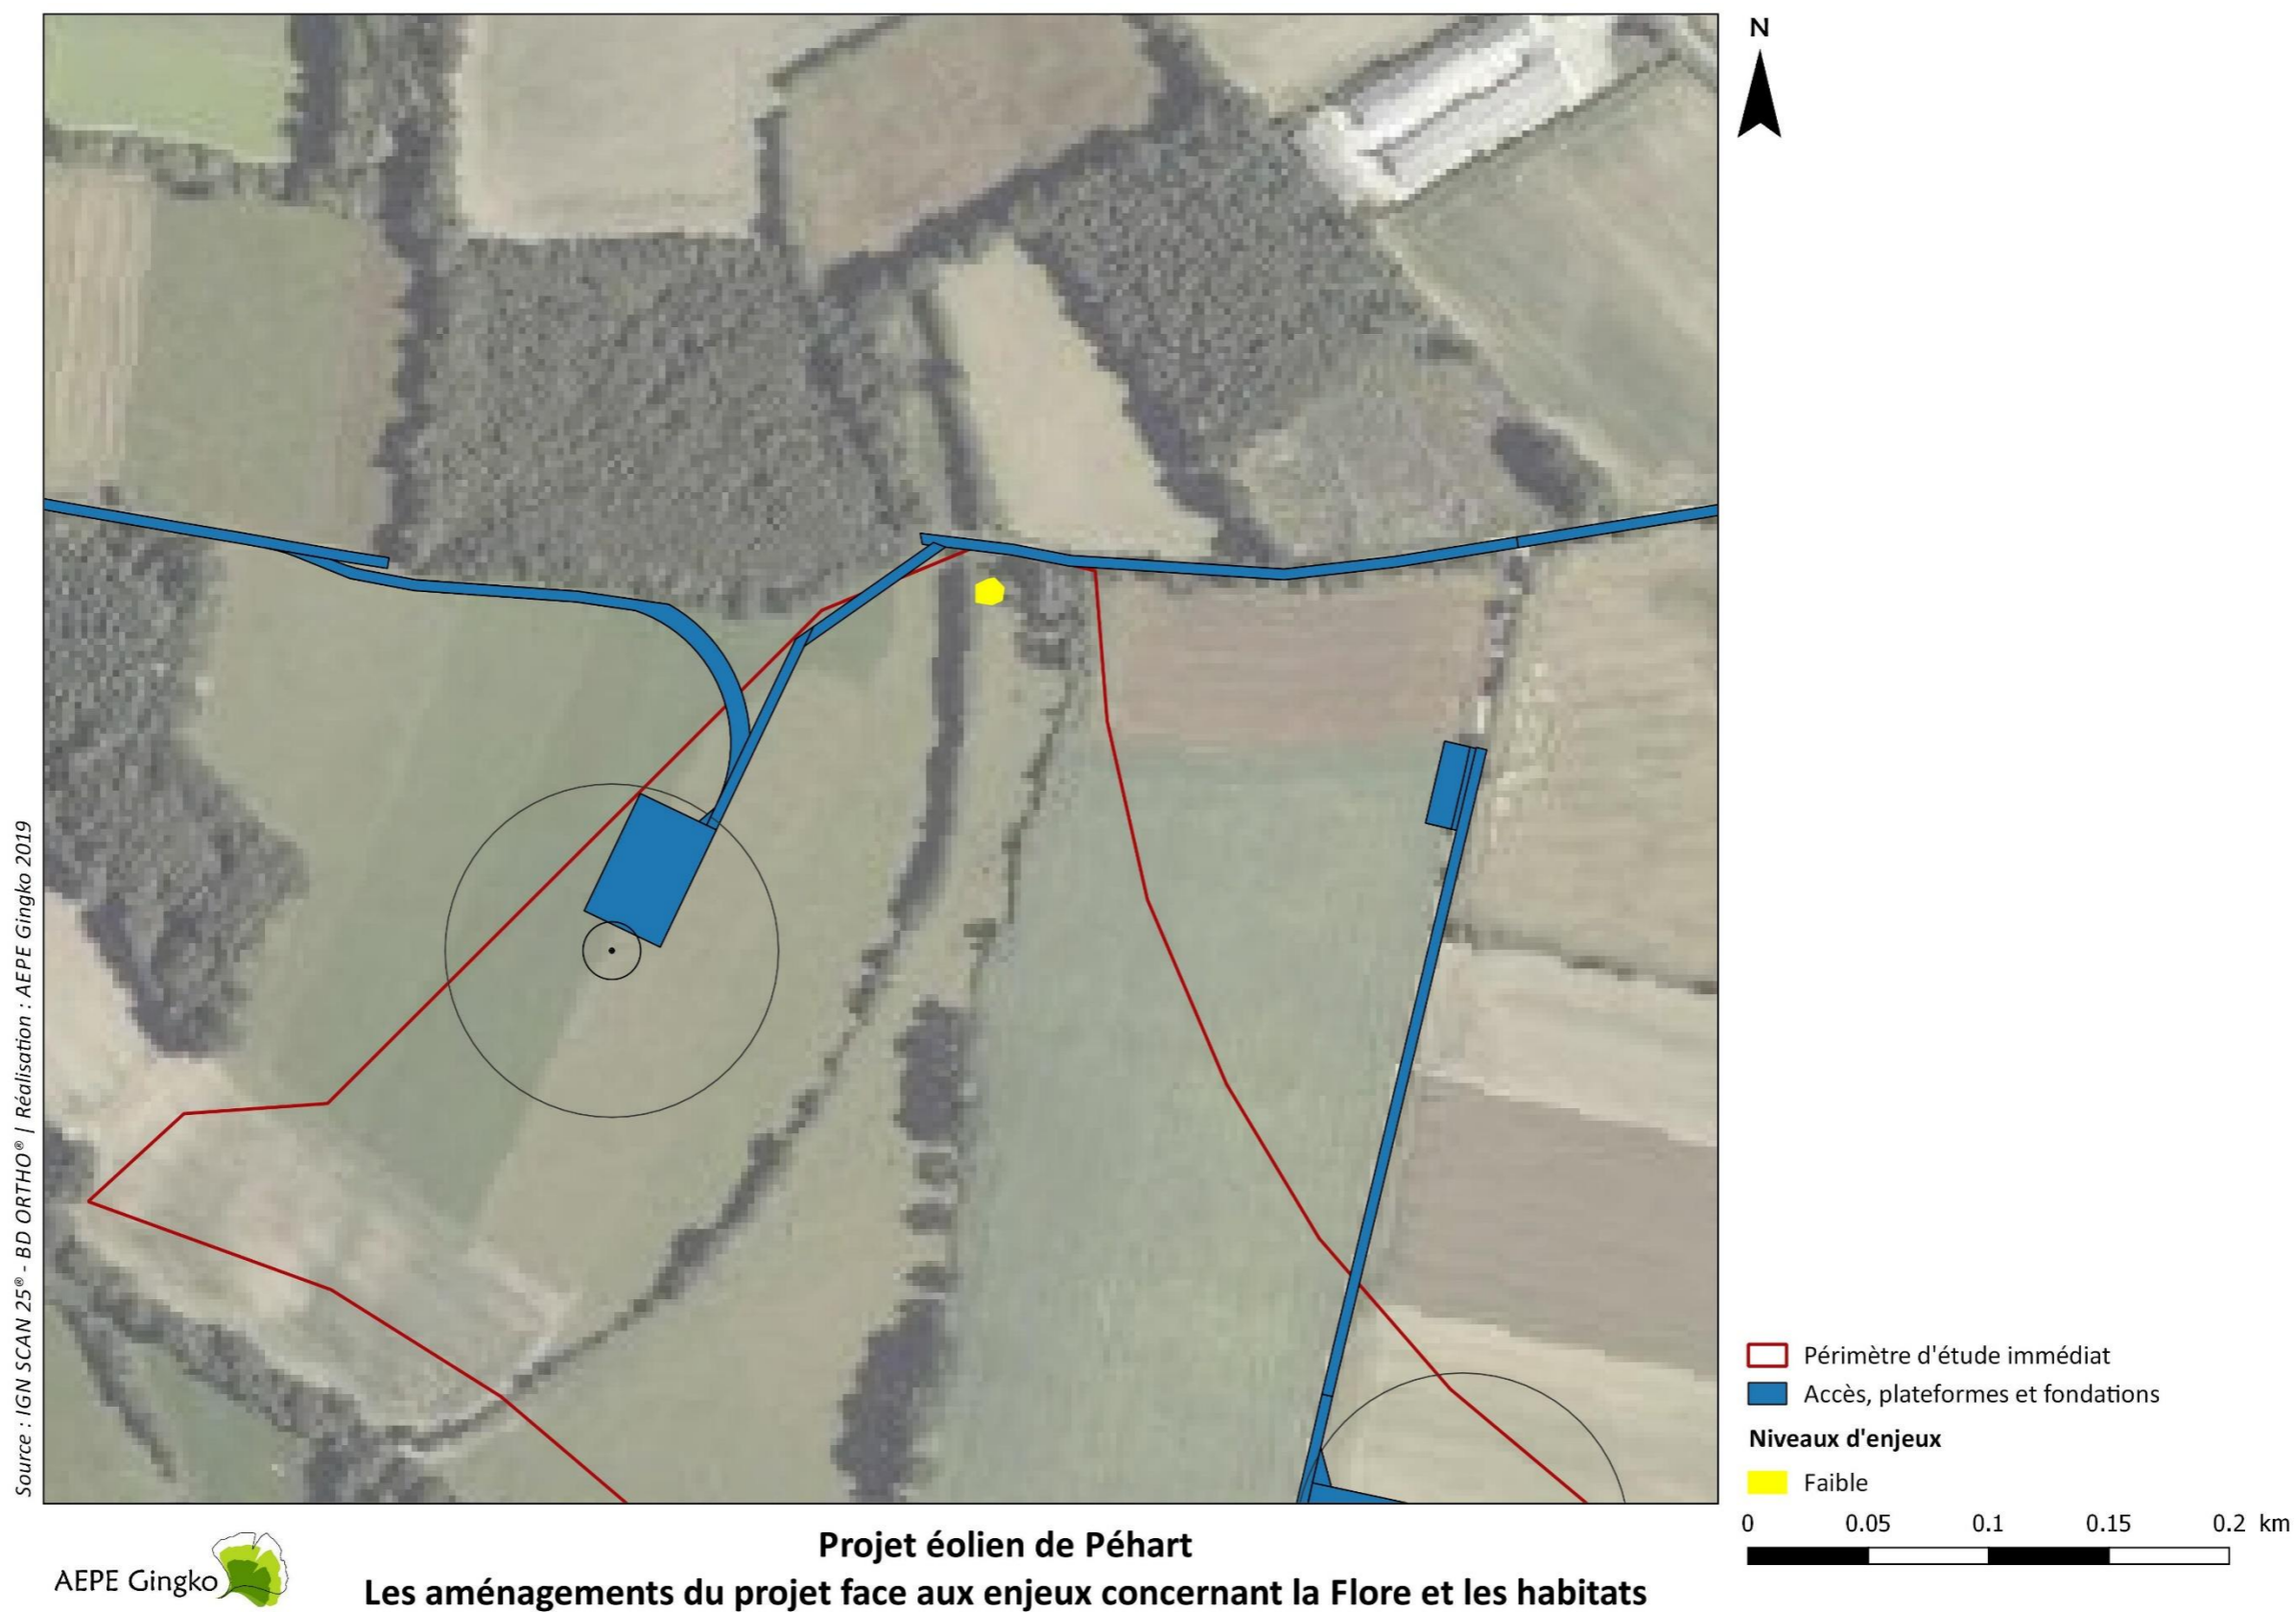 N
Source : IGN SCAN 25® - BD ORTHO® | Réalisation : AEPE Gingko 2019
Périmètre d'étude immédiat
Accès, plateformes et fondations
Niveaux d'enjeux
Faible
0 0.05 0.1 0.15 0.2 km
AEPE Gingko
Projet éolien de Péhart
Les aménagements du projet face aux enjeux concernant la Flore et les habitats